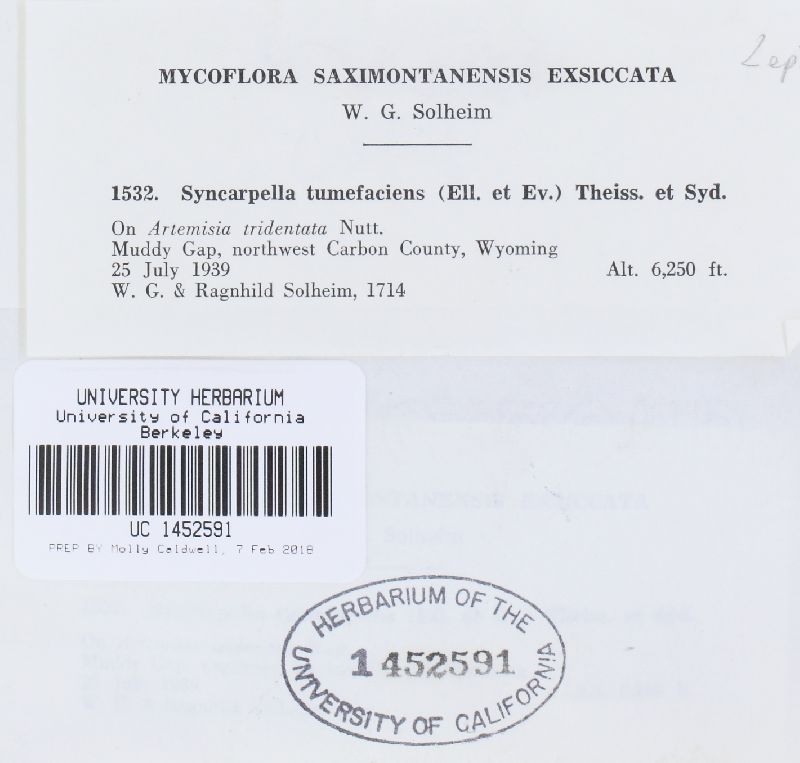 Lep
MYCOFLORA SAXIMONTANENSIS EXSICCATA
W. G. Solheim
1532. Syncarpella tumefaciens (Ell. et Ev.) Theiss. et Syd.
On Artemisia tridentata Nutt.
Muddy Gap, northwest Carbon County, Wyoming
25 July 1939 Alt. 6,250 ft.
W. G. & Ragnhild Solheim, 1714
UNIVERSITY HERBARIUM
University of California
Berkeley
UC 1452591
PREP BY Molly Caldwell, 7 Feb 2018
HERBARIUM OF THE
1452591
UNIVERSITY OF CALIFORNIA